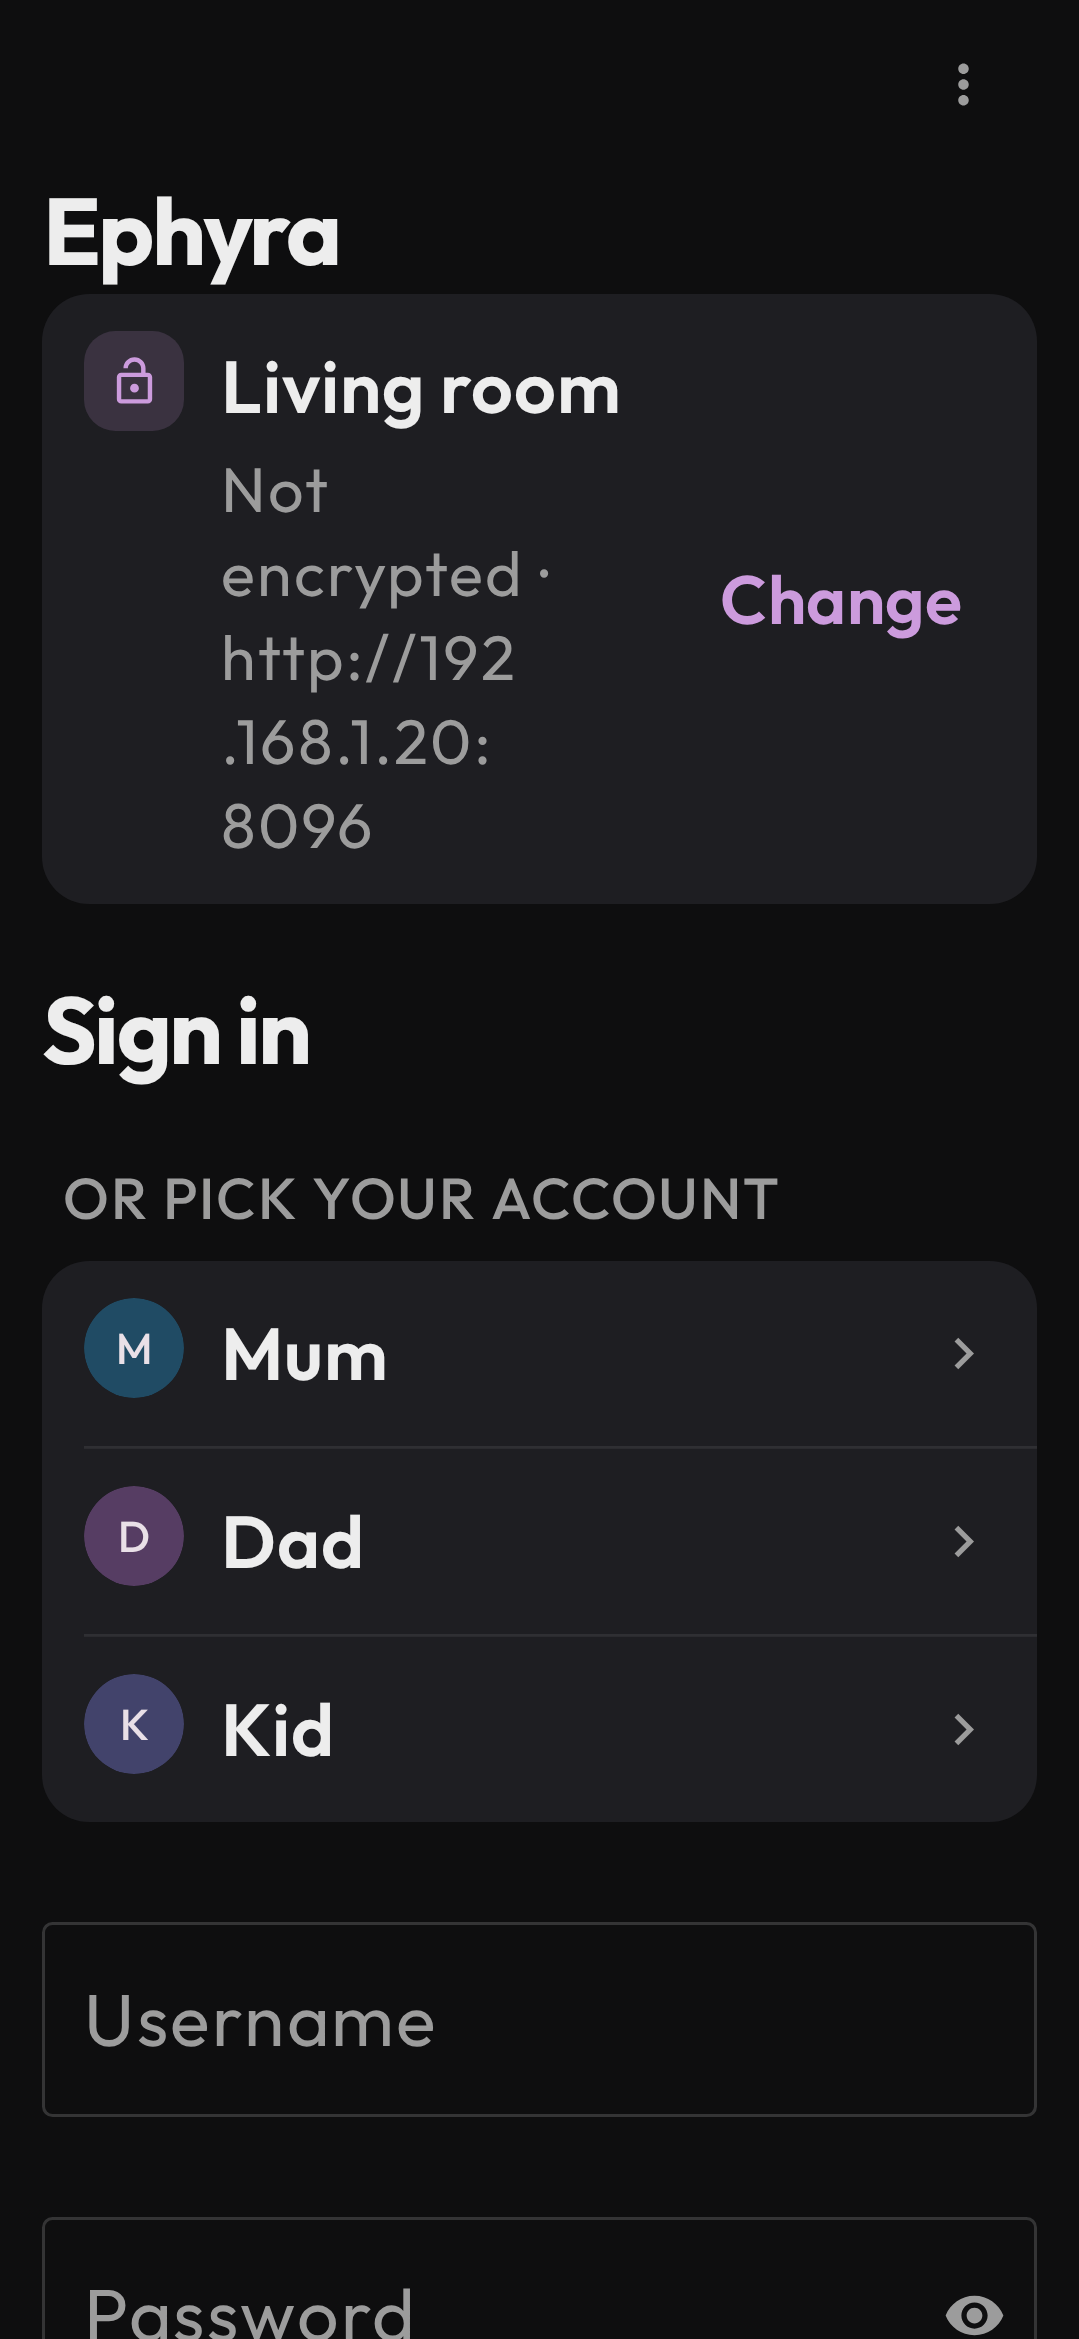 Ephyra
Living room
Not
encrypted ·
http://192
.168.1.20:
8096
Change
Sign in
OR PICK YOUR ACCOUNT
M Mum
D Dad
K Kid
Username
Password